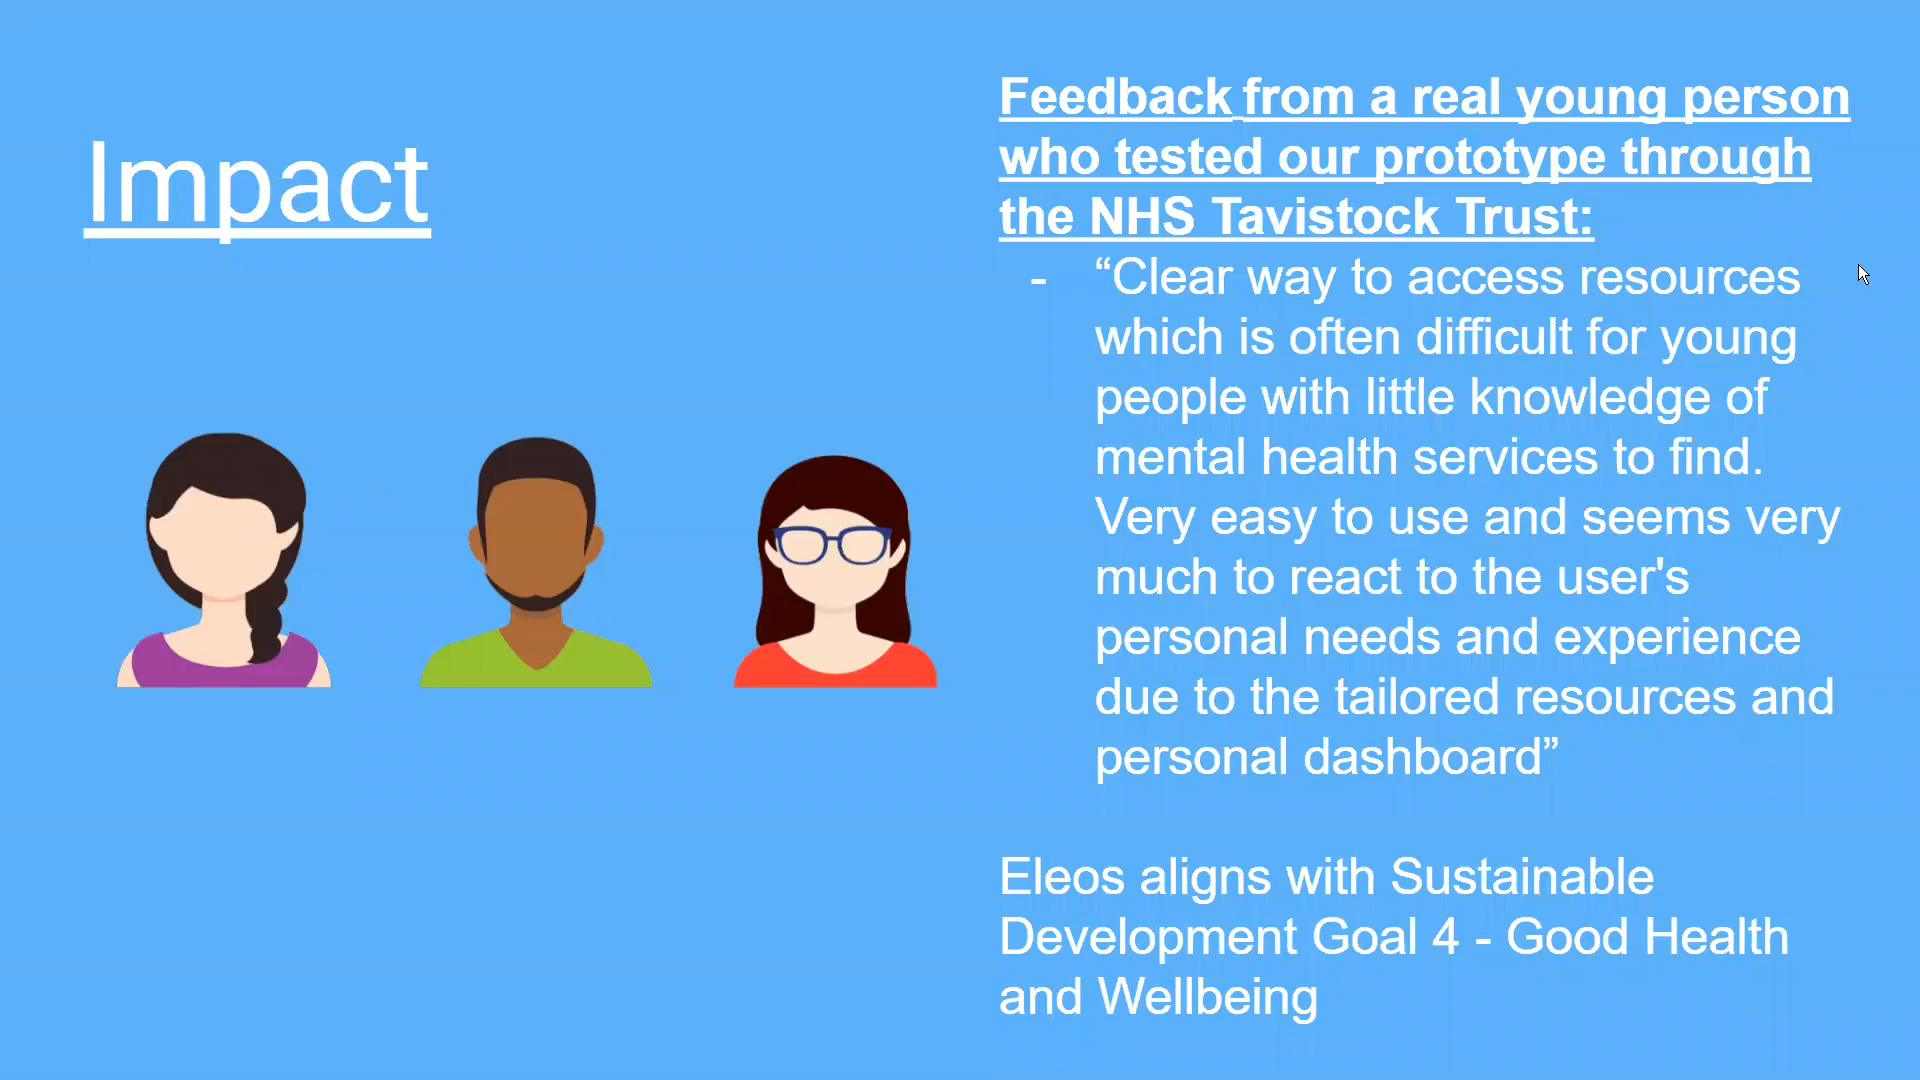 Impact
Feedback from a real young person
who tested our prototype through
the NHS Tavistock Trust:
- “Clear way to access resources
which is often difficult for young
people with little knowledge of
mental health services to find.
Very easy to use and seems very
much to react to the user's
personal needs and experience
due to the tailored resources and
personal dashboard”
Eleos aligns with Sustainable
Development Goal 4 - Good Health
and Wellbeing